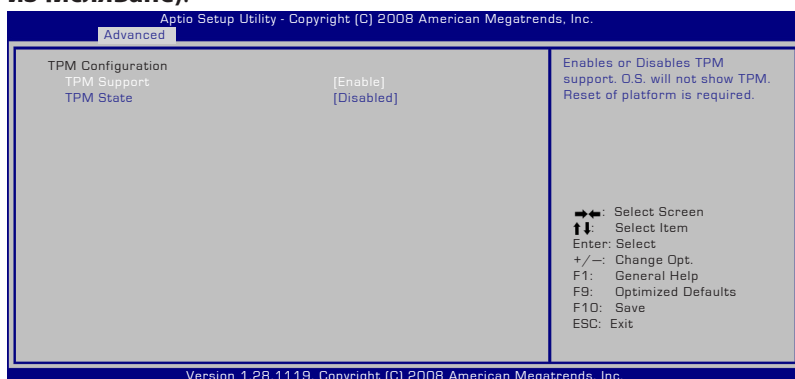 Aptio Setup Utility - Copyright (C) 2008 American Megatrends, Inc.
Advanced
TPM Configuration
TPM Support [Enable]
TPM State [Disabled]
Enables or Disables TPM
support. O.S. will not show TPM.
Reset of platform is required.
→←: Select Screen
↑↓: Select Item
Enter: Select
+/—: Change Opt.
F1: General Help
F9: Optimized Defaults
F10: Save
ESC: Exit
Version 1.28.1119. Copyright (C) 2008 American Megatrends, Inc.